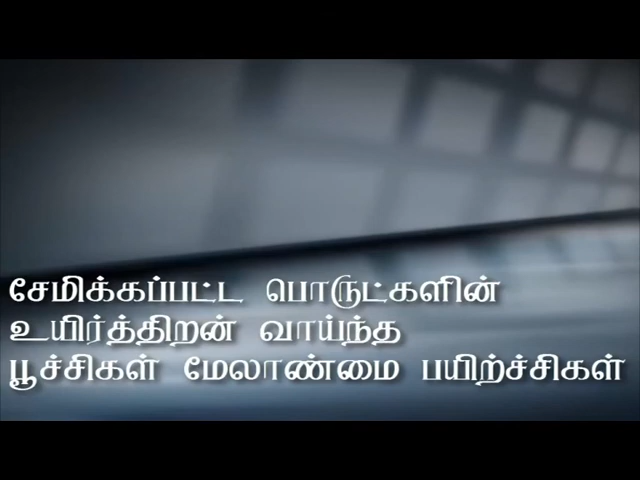 சேமிக்கப்பட்ட பொருட்களின்
உயிர்த்திறன் வாய்ந்த
பூச்சிகள் மேலாண்மை பயிற்ச்சிகள்